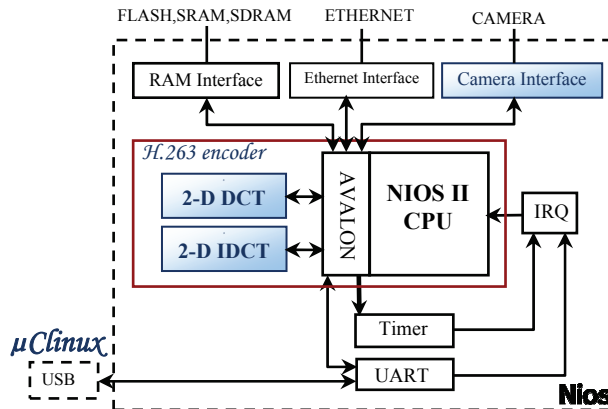 FLASH,SRAM,SDRAM
ETHERNET
CAMERA
RAM Interface
Ethernet Interface
Camera Interface
H.263 encoder
2-D DCT
2-D IDCT
AVALON
NIOS II
CPU
IRQ
Timer
UART
µClinux
USB
Nios